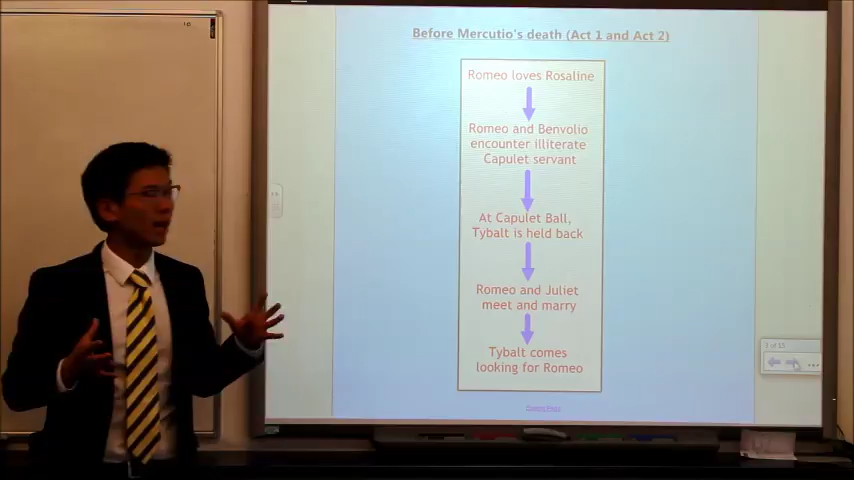 Before Mercutio's death (Act 1 and Act 2)
Romeo loves Rosaline
Romeo and Benvolio
encounter illiterate
Capulet servant
At Capulet Ball,
Tybalt is held back
Romeo and Juliet
meet and marry
Tybalt comes
looking for Romeo